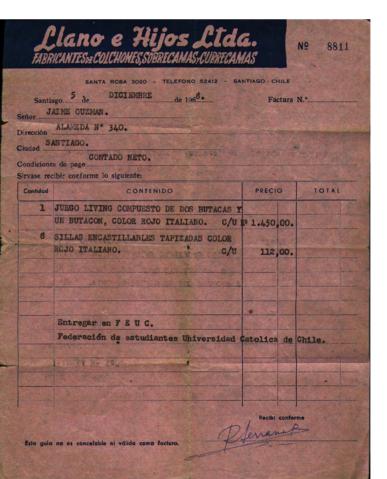 Llano e Hijos Ltda.
FABRICANTES DE COLCHONES, SOBRECAMAS y CUBRECAMAS
Nº 8811
SANTA ROSA 3020 - TELEFONO 52412 - SANTIAGO - CHILE
Santiago 5 de DICIEMBRE de 1968. Factura N.º
Señor JAIME GUZMAN.
Dirección ALAMEDA Nº 340.
Ciudad SANTIAGO.
Condiciones de pago CONTADO NETO.
Sírvase recibir conforme lo siguiente:
Cantidad CONTENIDO PRECIO TOTAL
1 JUEGO LIVING COMPUESTO DE DOS BUTACAS Y
UN BUTACON, COLOR ROJO ITALIANO. C/U Eº 1.450,00.
6 SILLAS ENCASTILLABLES TAPIZADAS COLOR
ROJO ITALIANO. C/U 112,00.
Entregar en F E U C.
Federación de estudiantes Universidad Catolica de Chile.
Recibí conforme
Esta guía no es cancelable ni válida como factura.